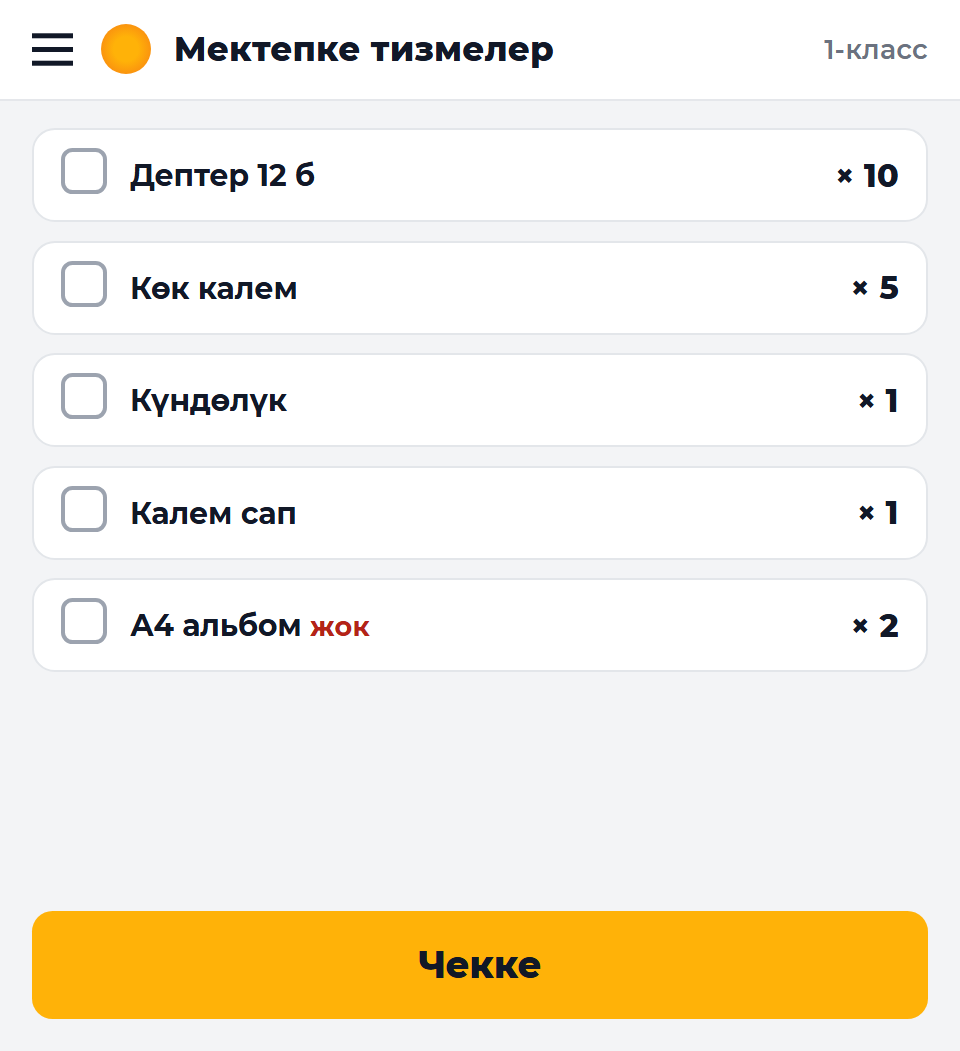 Мектепке тизмелер
1-класс
Дептер 12 б × 10
Көк калем × 5
Күндөлүк × 1
Калем сап × 1
А4 альбом жок × 2
Чекке